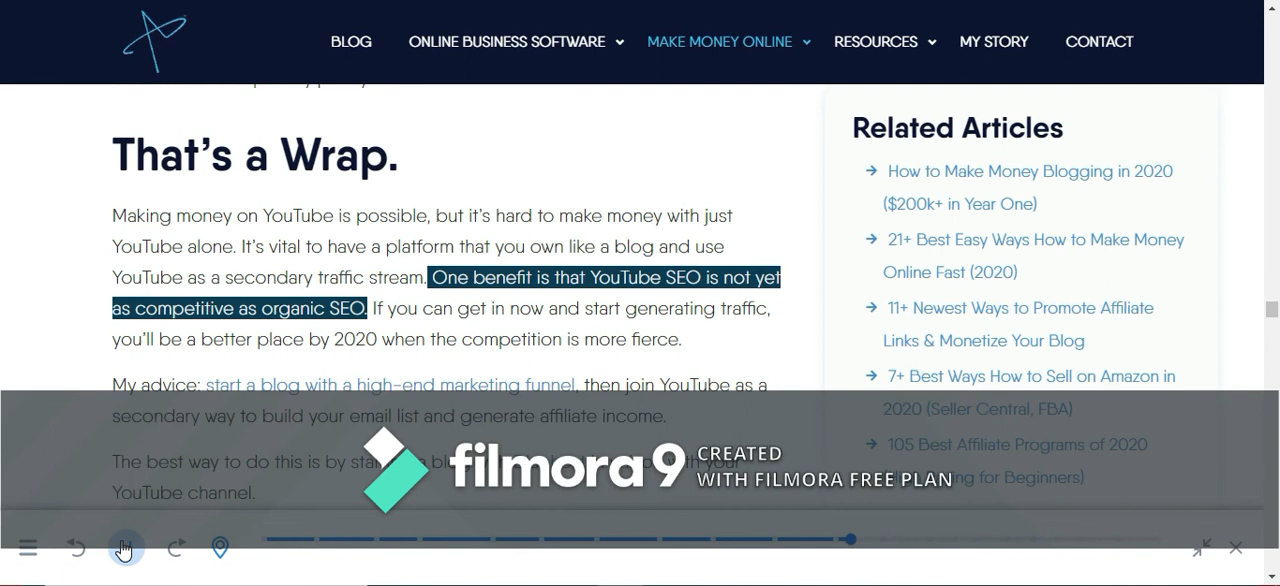 BLOG
ONLINE BUSINESS SOFTWARE
MAKE MONEY ONLINE
RESOURCES
MY STORY
CONTACT
That's a Wrap.
Making money on YouTube is possible, but it's hard to make money with just
YouTube alone. It's vital to have a platform that you own like a blog and use
YouTube as a secondary traffic stream. One benefit is that YouTube SEO is not yet
as competitive as organic SEO. If you can get in now and start generating traffic,
you'll be a better place by 2020 when the competition is more fierce.
My advice: start a blog with a high-end marketing funnel, then join YouTube as a
secondary way to build your email list and generate affiliate income.
The best way to do this is by
YouTube channel.
Related Articles
How to Make Money Blogging in 2020
($200k+ in Year One)
21+ Best Easy Ways How to Make Money
Online Fast (2020)
11+ Newest Ways to Promote Affiliate
Links & Monetize Your Blog
7+ Best Ways How to Sell on Amazon in
2020 (Seller Central, FBA)
105 Best Affiliate Programs of 2020
for Beginners)
filmora 9
CREATED
WITH FILMORA FREE PLAN